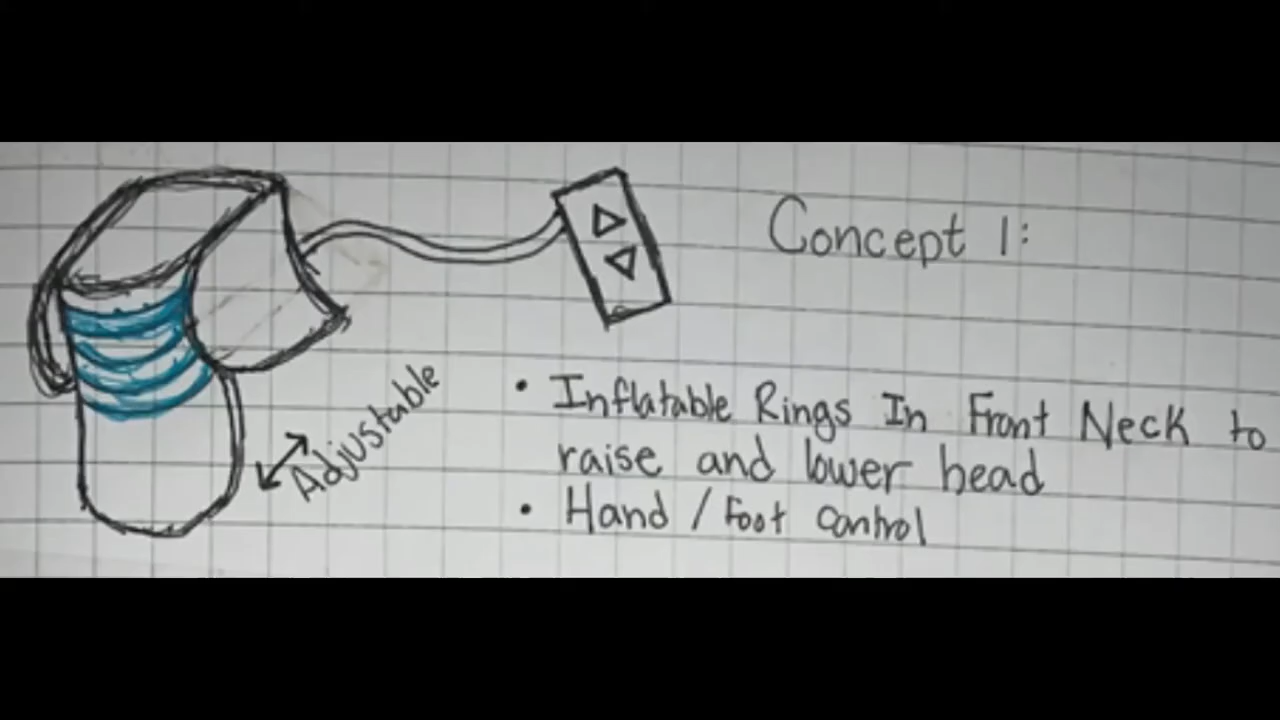 Concept 1:
Adjustable
• Inflatable Rings In Front Neck to
raise and lower head
• Hand / Foot Control